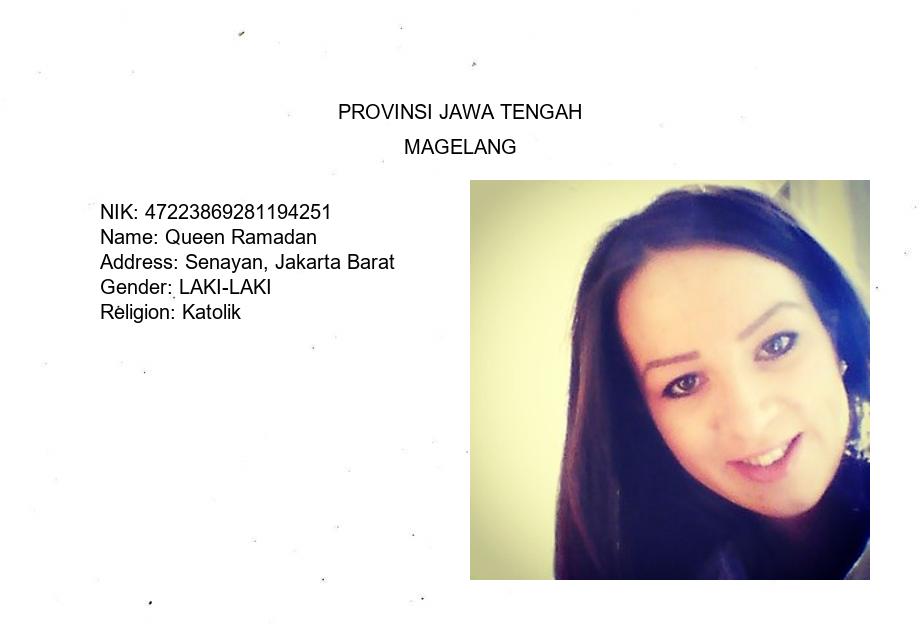 PROVINSI JAWA TENGAH
MAGELANG
NIK: 47223869281194251
Name: Queen Ramadan
Address: Senayan, Jakarta Barat
Gender: LAKI-LAKI
Religion: Katolik